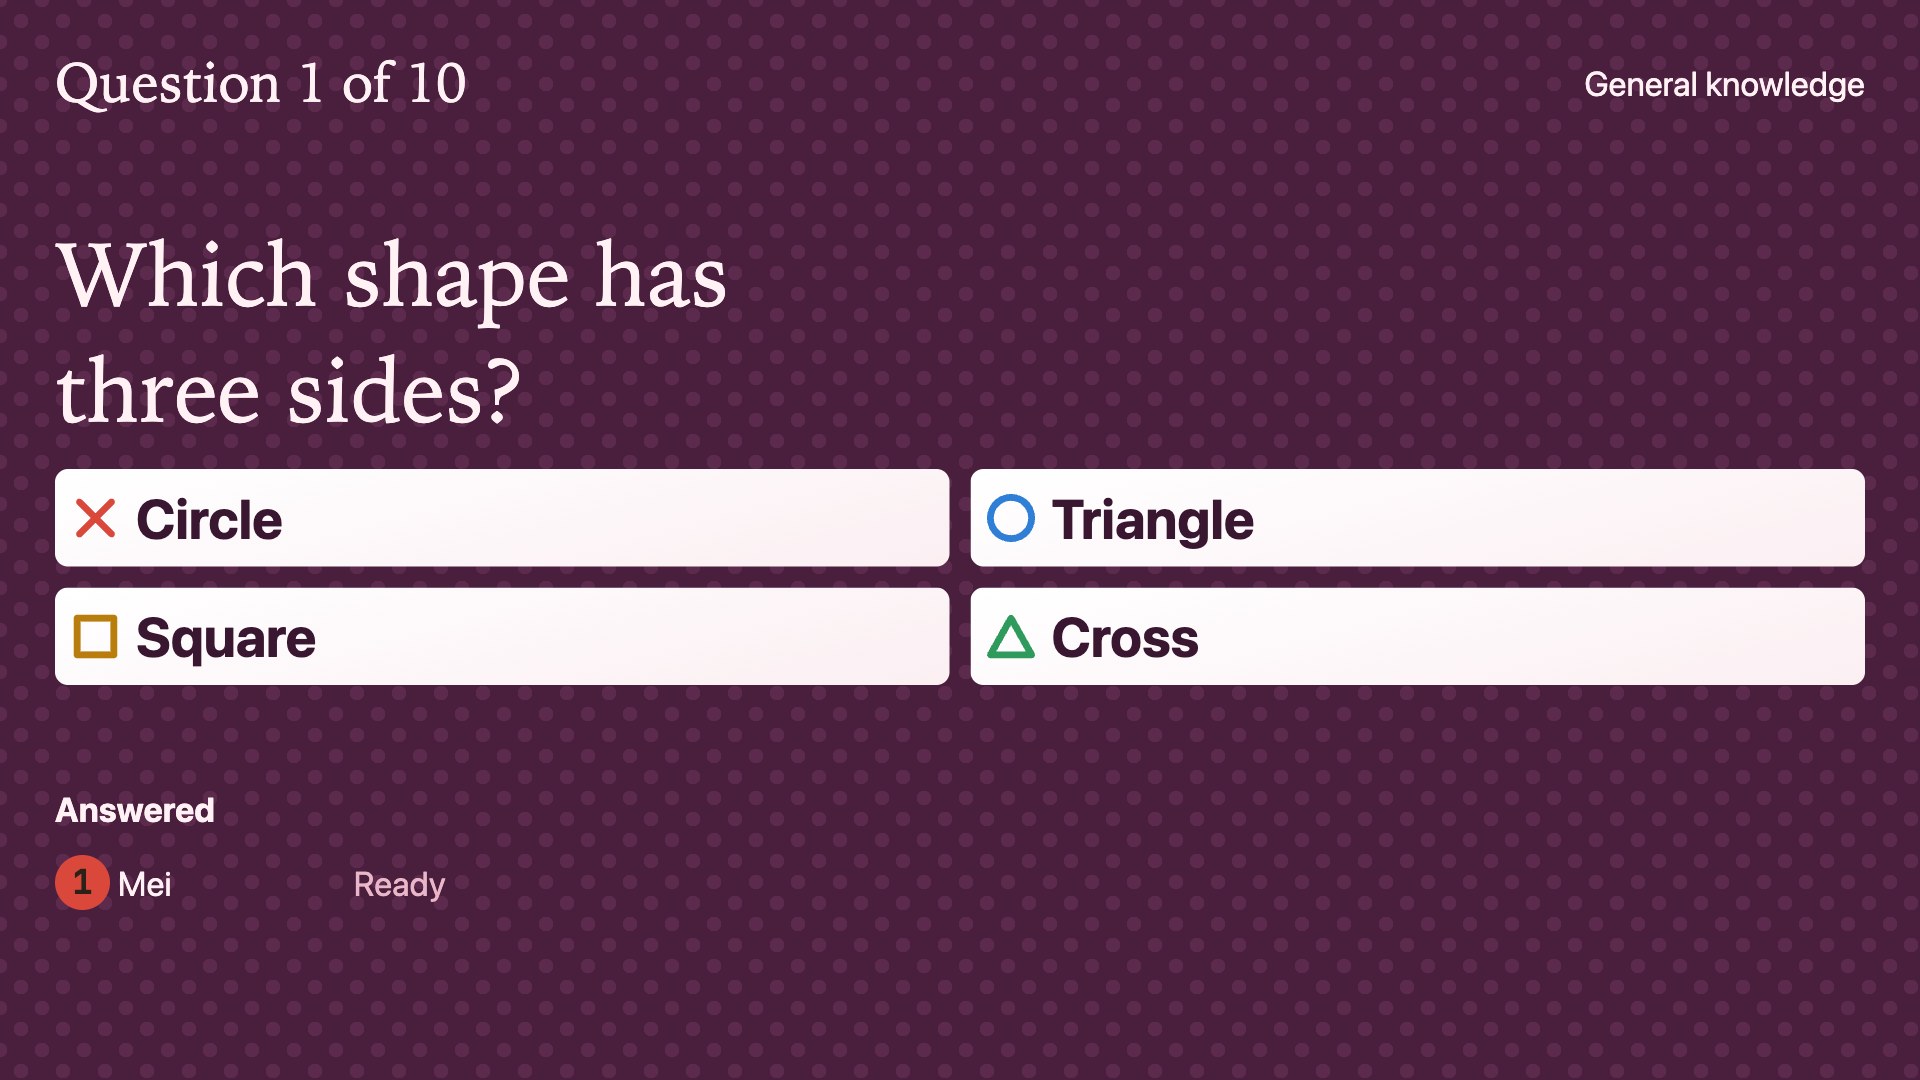 Question 1 of 10
General knowledge
Which shape has
three sides?
Circle
Triangle
Square
Cross
Answered
1 Mei Ready